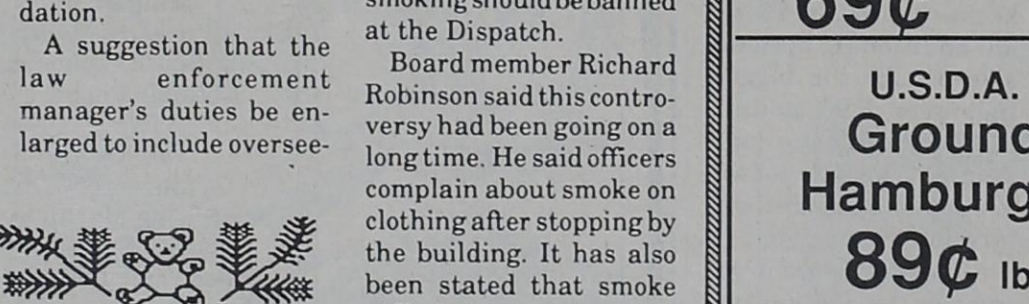 dation.
A suggestion that the
law enforcement
manager's duties be en-
larged to include oversee-
smoking should be banned
at the Dispatch.
Board member Richard
Robinson said this contro-
versy had been going on a
long time. He said officers
complain about smoke on
clothing after stopping by
the building. It has also
been stated that smoke
69¢
U.S.D.A.
Ground
Hamburg
89¢ lb